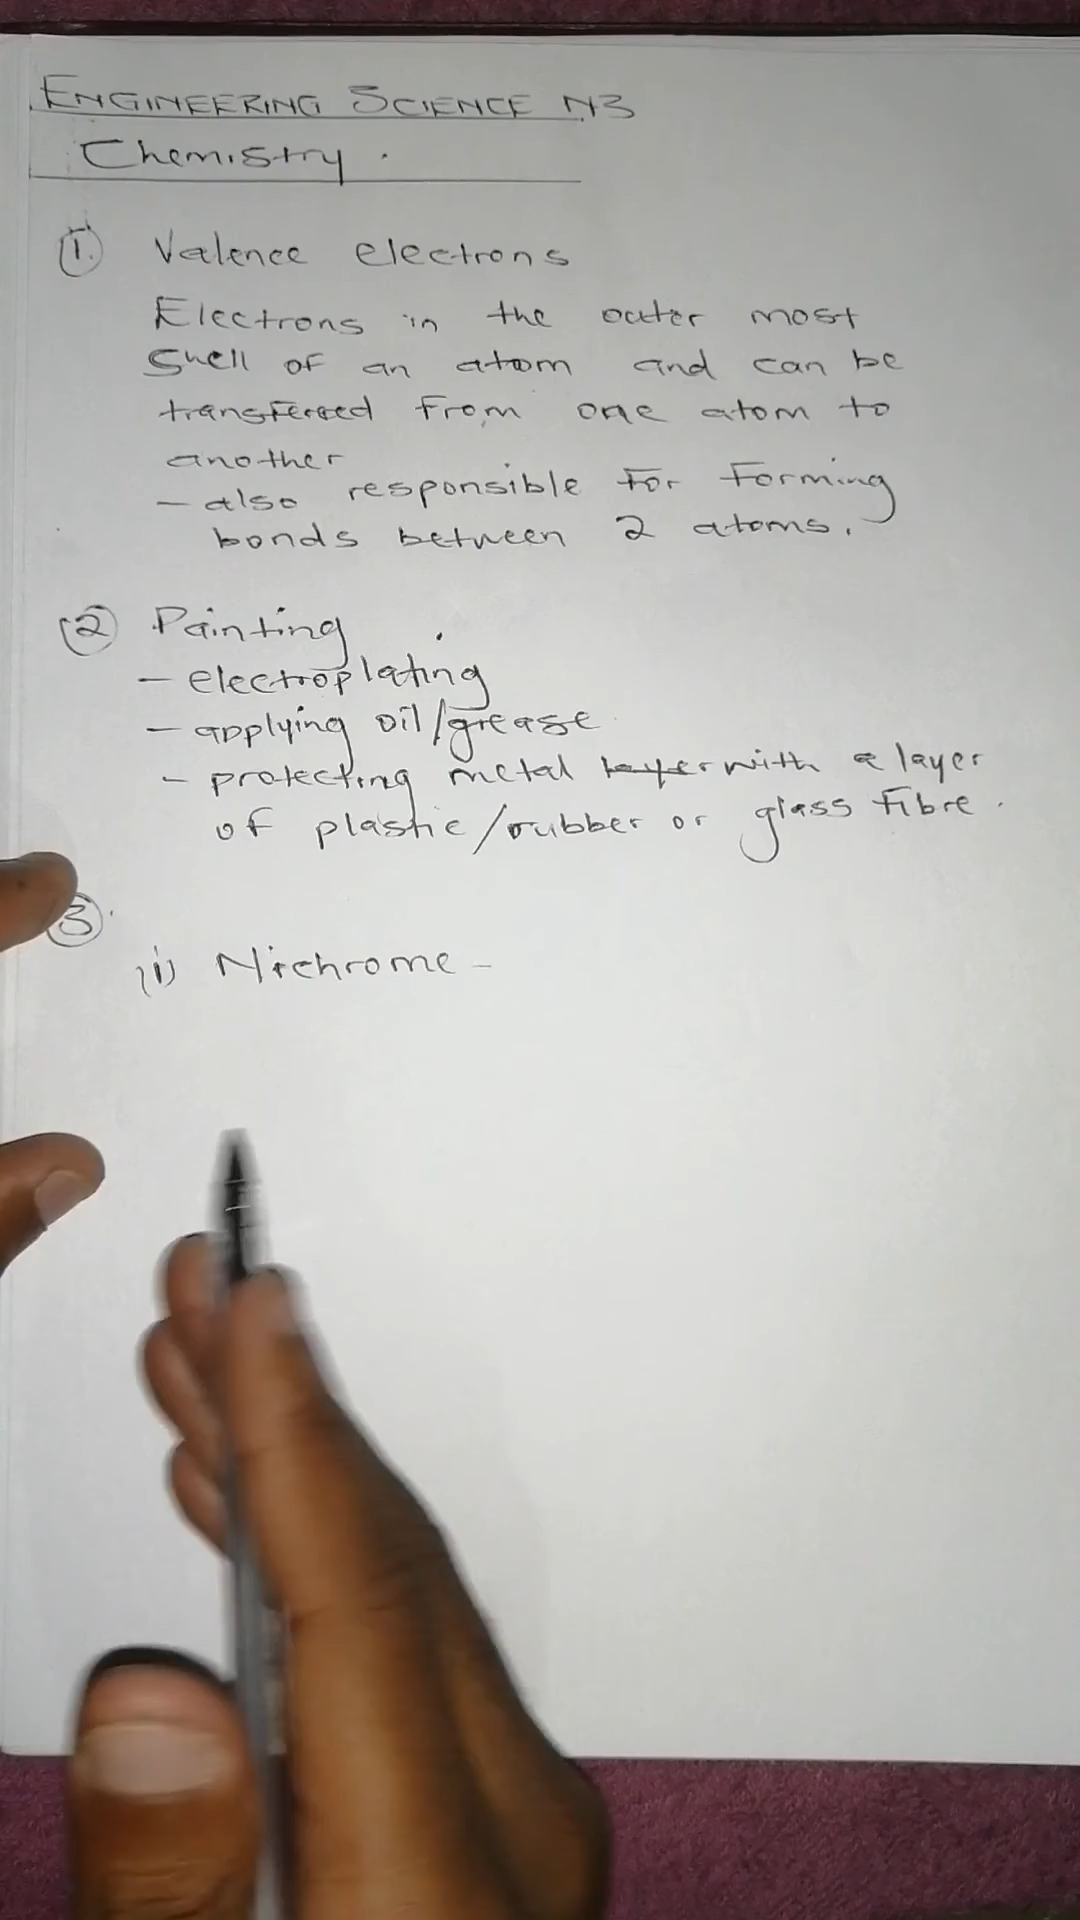 ENGINEERING SCIENCE N3
Chemistry.
1. Valence electrons
Electrons in the outer most
shell of an atom and can be
transferred from one atom to
another
- also responsible for forming
bonds between 2 atoms.
(2) Painting
- electroplating
- applying oil/grease
- protecting metal layer with a layer
of plastic/rubber or glass fibre.
3
(i) Nichrome -